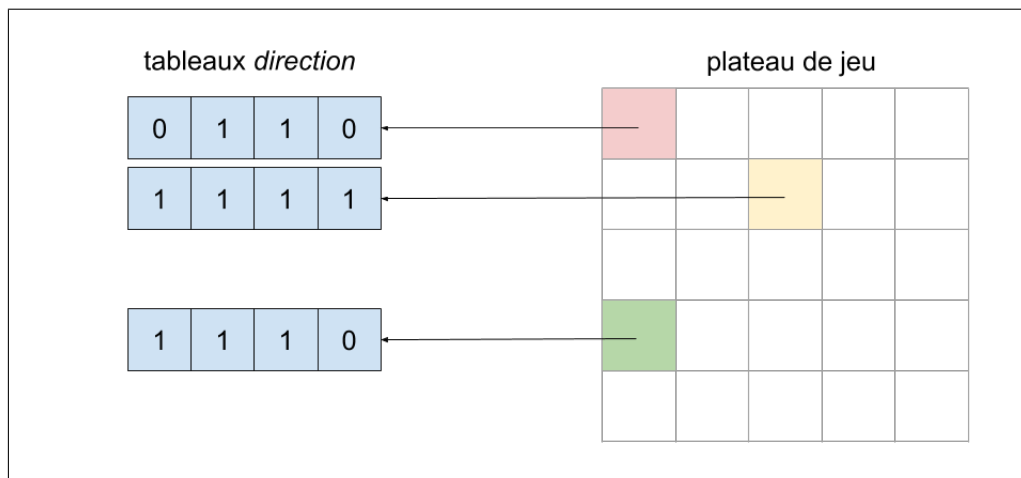 tableaux direction
plateau de jeu
0 1 1 0
1 1 1 1
1 1 1 0